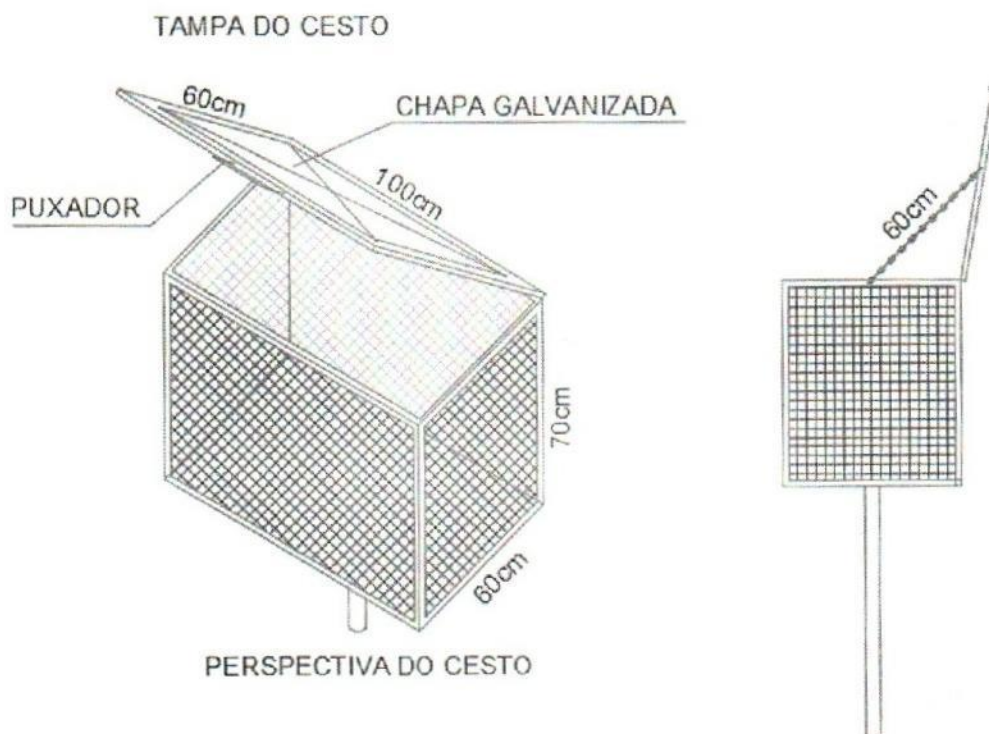 TAMPA DO CESTO
60cm
CHAPA GALVANIZADA
100cm
PUXADOR
60cm
70cm
60cm
PERSPECTIVA DO CESTO